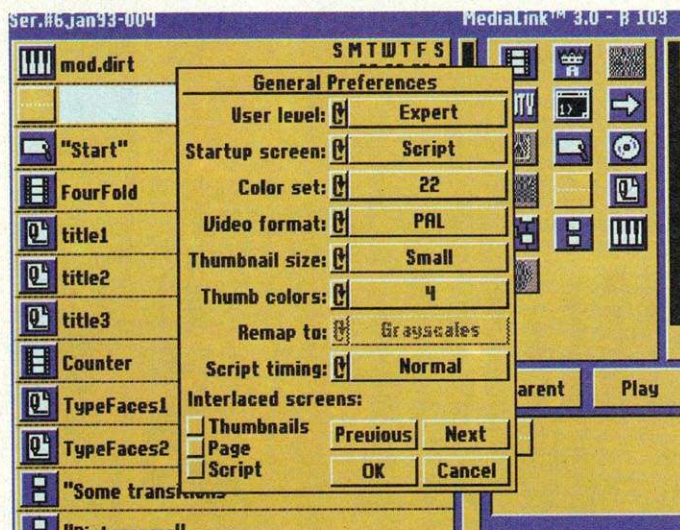 Ser.#6jan93-004
MediaLink™ 3.0 - β 103
mod.dirt
S M T W T F S
"Start"
FourFold
title1
title2
title3
Counter
TypeFaces1
TypeFaces2
"Some transitions"
General Preferences
User level: Expert
Startup screen: Script
Color set: 22
Video format: PAL
Thumbnail size: Small
Thumb colors: 4
Remap to: Grayscales
Script timing: Normal
Interlaced screens:
Thumbnails
Page
Script
Previous
Next
OK
Cancel
arent
Play